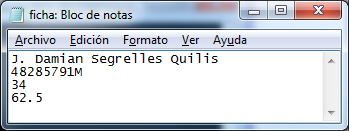 ficha: Bloc de notas
Archivo Edición Formato Ver Ayuda
J. Damian Segrelles Quilis
48285791M
34
62.5